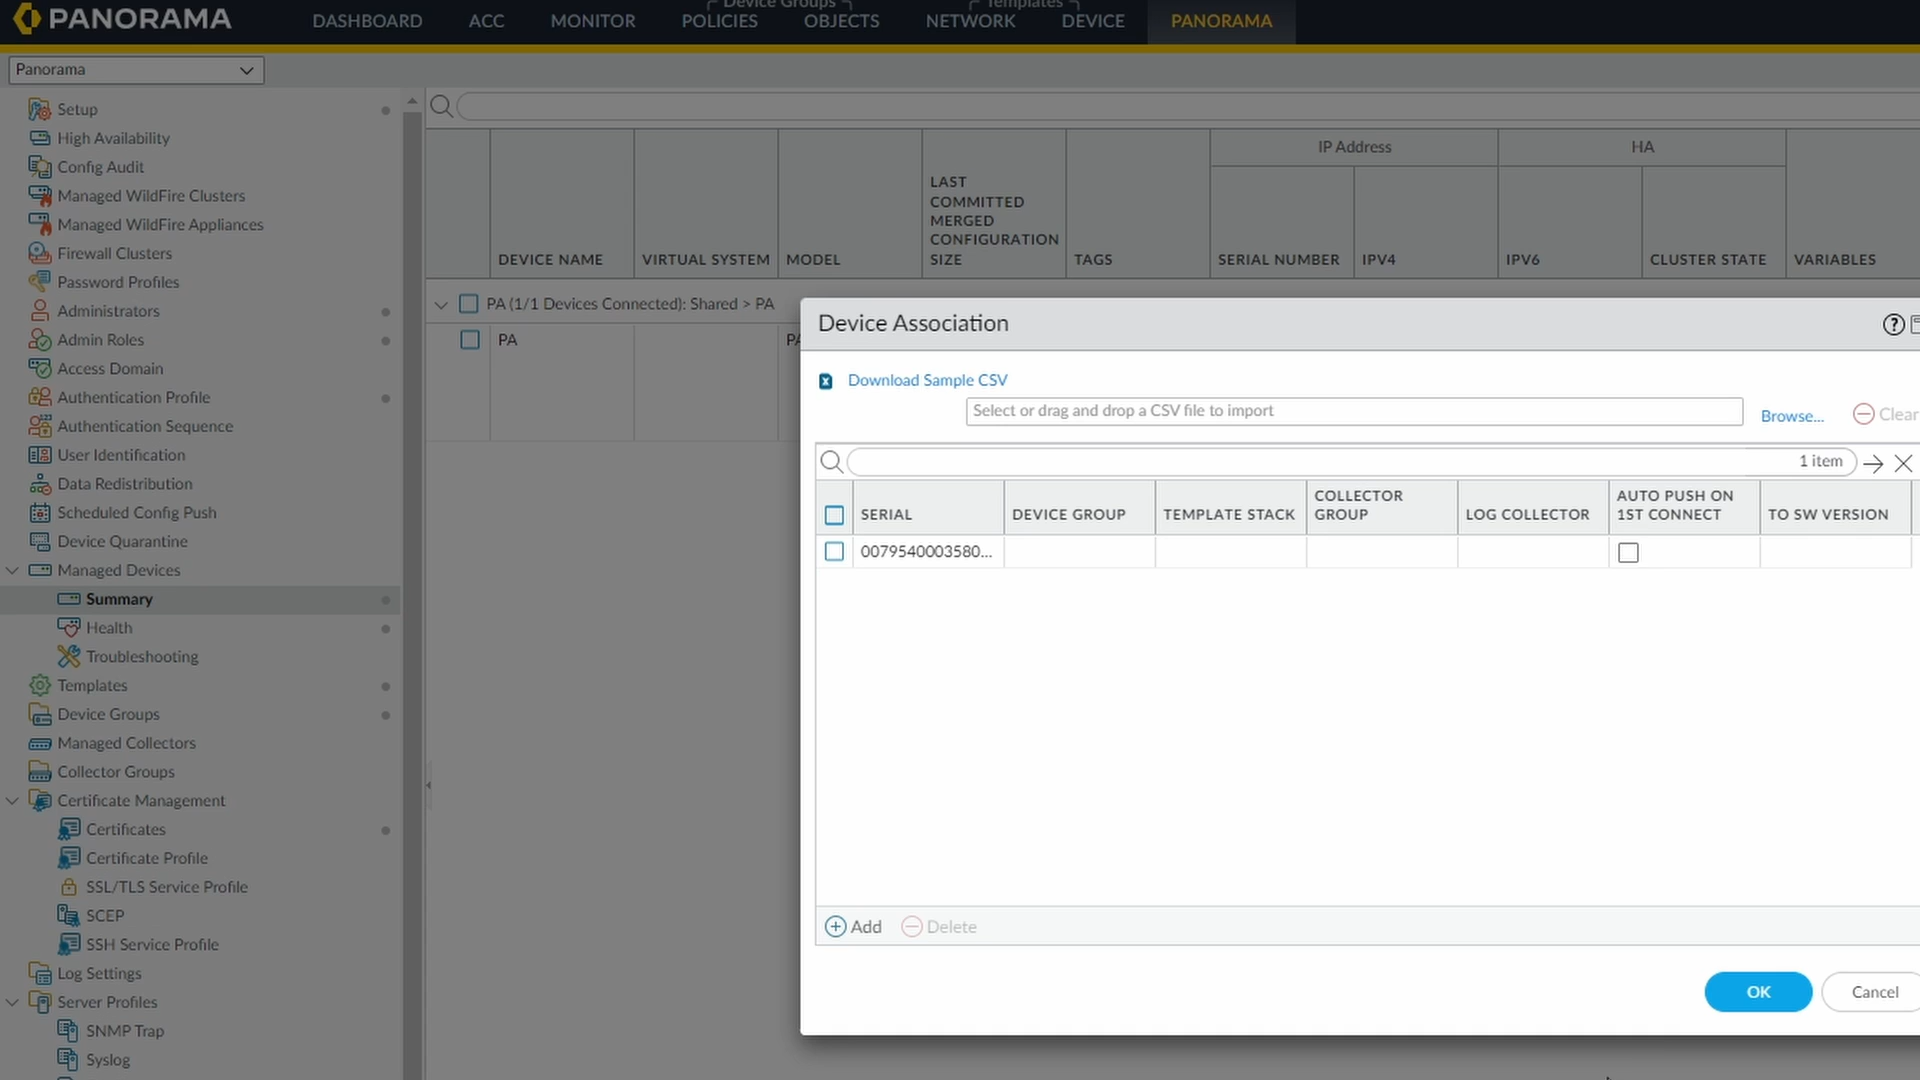 Device Groups
Templates
PANORAMA
DASHBOARD
ACC
MONITOR
POLICIES
OBJECTS
NETWORK
DEVICE
PANORAMA
Panorama
Setup
High Availability
Config Audit
Managed WildFire Clusters
Managed WildFire Appliances
Firewall Clusters
Password Profiles
Administrators
Admin Roles
Access Domain
Authentication Profile
Authentication Sequence
User Identification
Data Redistribution
Scheduled Config Push
Device Quarantine
Managed Devices
Summary
Health
Troubleshooting
Templates
Device Groups
Managed Collectors
Collector Groups
Certificate Management
Certificates
Certificate Profile
SSL/TLS Service Profile
SCEP
SSH Service Profile
Log Settings
Server Profiles
SNMP Trap
Syslog
IP Address
HA
DEVICE NAME
VIRTUAL SYSTEM
MODEL
LAST
COMMITTED
MERGED
CONFIGURATION
SIZE
TAGS
SERIAL NUMBER
IPV4
IPV6
CLUSTER STATE
VARIABLES
PA (1/1 Devices Connected): Shared > PA
PA
PA
Device Association
Download Sample CSV
Select or drag and drop a CSV file to import
Browse...
Clear
1 item
SERIAL
DEVICE GROUP
TEMPLATE STACK
COLLECTOR
GROUP
LOG COLLECTOR
AUTO PUSH ON
1ST CONNECT
TO SW VERSION
0079540003580...
Add
Delete
OK
Cancel